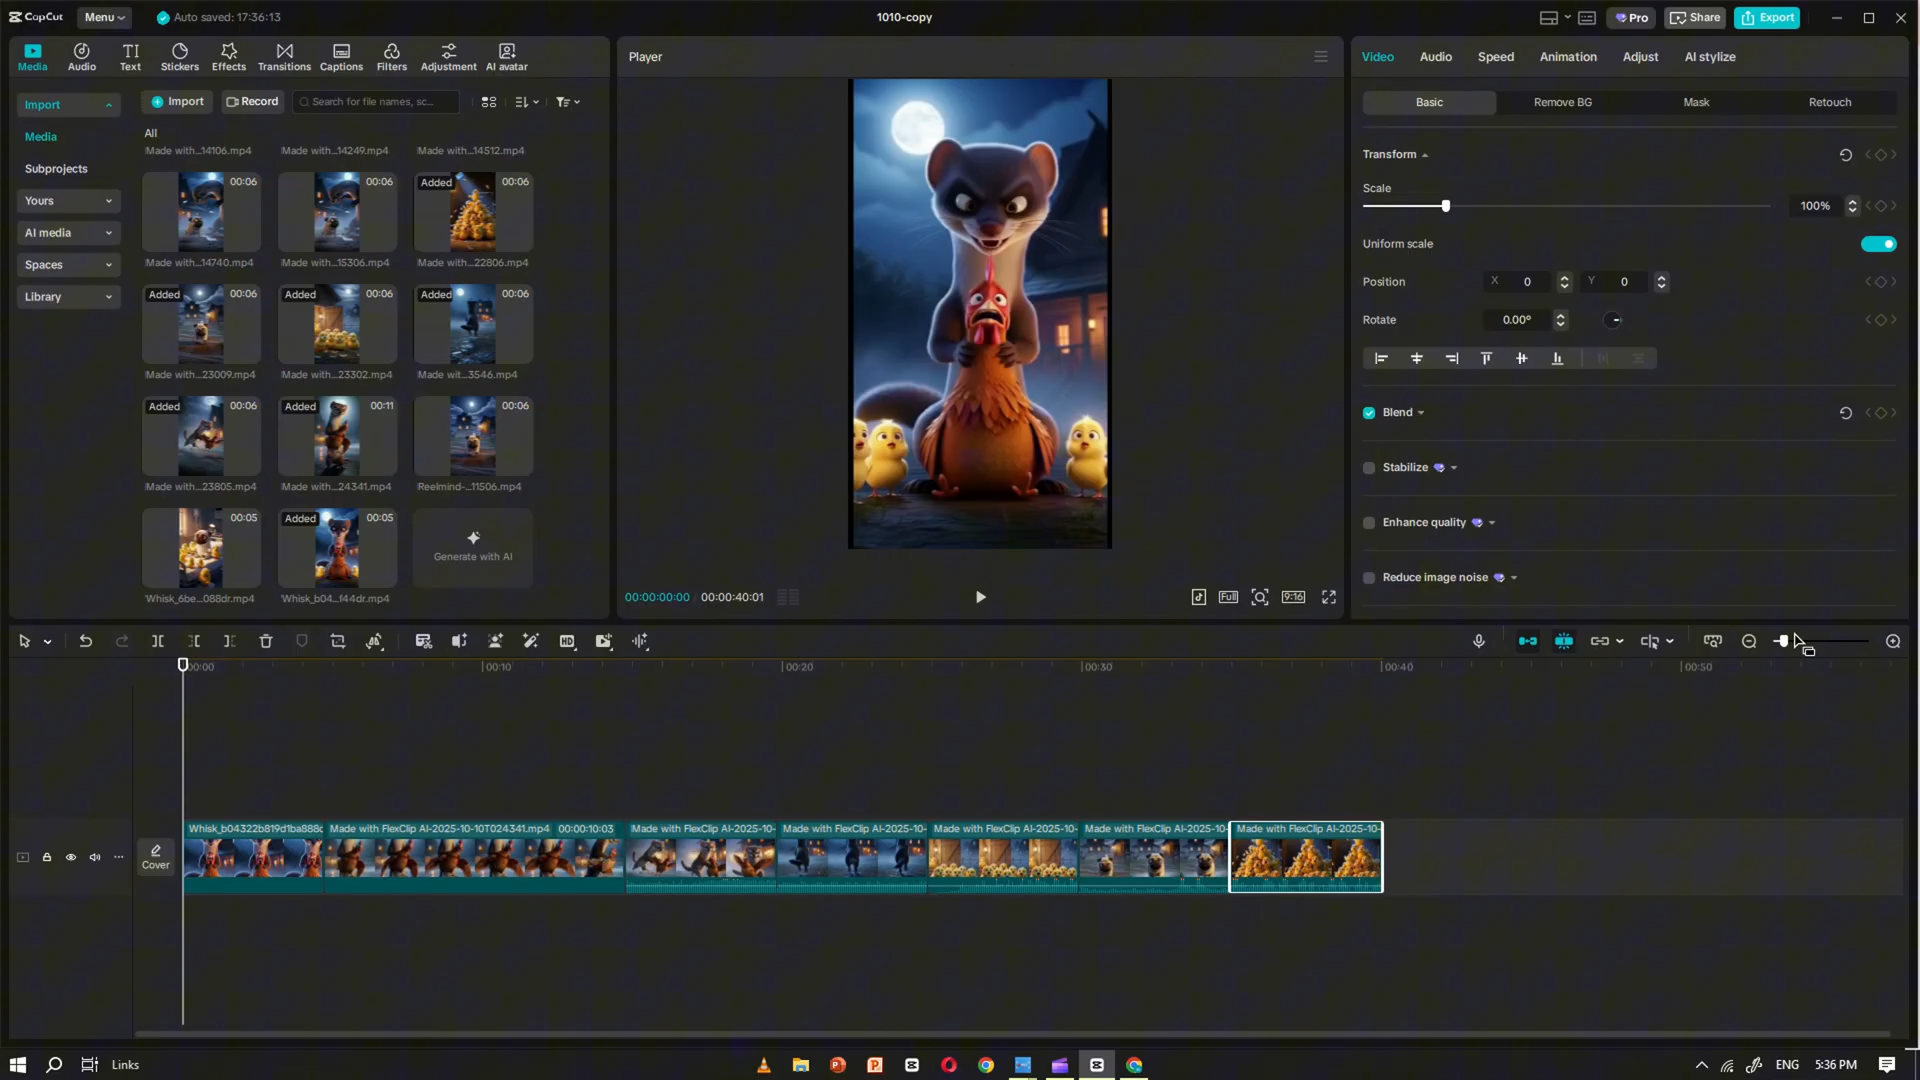 CapCut
Menu
Auto saved: 17:36:13
1010-copy
Pro
Share
Export
Media
Audio
Text
Stickers
Effects
Transitions
Captions
Filters
Adjustment
AI avatar
Import
Media
Subprojects
Yours
AI media
Spaces
Library
Import
Record
Search for file names, sc...
All
Made with...14106.mp4
Made with...14249.mp4
Made with...14512.mp4
00:06
00:06
Added
00:06
Made with...14740.mp4
Made with...15306.mp4
Made with...22806.mp4
Added
00:06
Added
00:06
Added
00:06
Made with...23009.mp4
Made with...23302.mp4
Made wit...3546.mp4
Added
00:06
Added
00:11
00:06
Made with...23805.mp4
Made with...24341.mp4
Reelmind-...11506.mp4
00:05
Added
00:05
Generate with AI
Whisk_6be...088dr.mp4
Whisk_b04...f44dr.mp4
Player
00:00:00:00 / 00:00:40:01
Full
9:16
Video
Audio
Speed
Animation
Adjust
AI stylize
Basic
Remove BG
Mask
Retouch
Transform
Scale
100%
Uniform scale
Position
X
0
Y
0
Rotate
0.00°
Blend
Stabilize
Enhance quality
Reduce image noise
HD
00:00
00:10
00:20
00:30
00:40
00:50
Cover
Whisk_b04322b819d1ba888c
Made with FlexClip AI-2025-10-10T024341.mp4 00:00:10:03
Made with FlexClip AI-2025-10-
Made with FlexClip AI-2025-10-
Made with FlexClip AI-2025-10-
Made with FlexClip AI-2025-10-
Made with FlexClip AI-2025-10-
Links
ENG
5:36 PM